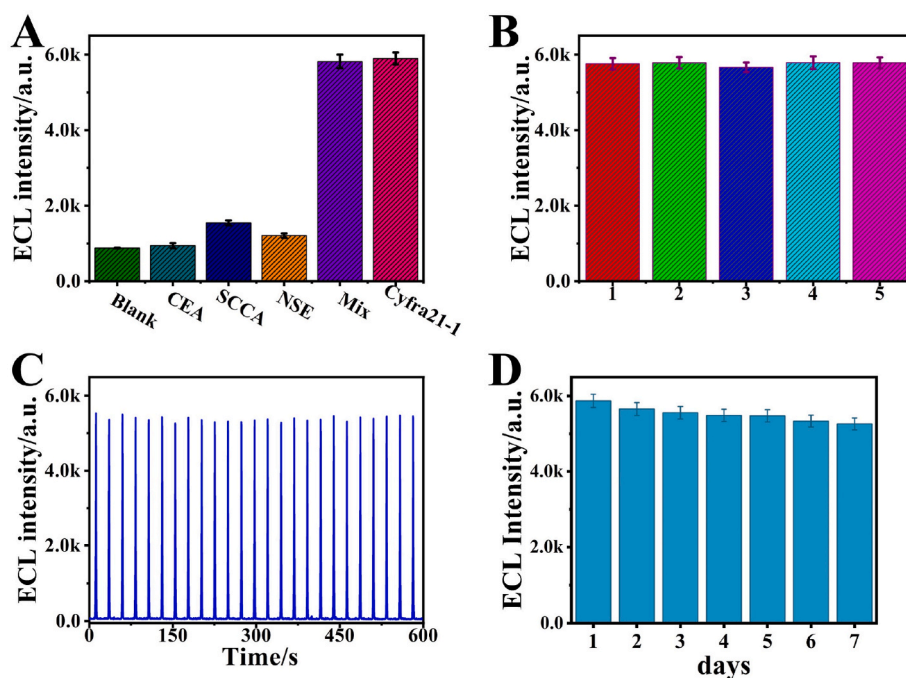 A
ECL intensity/a.u.
6.0k
4.0k
2.0k
0.0
Blank
CEA
SCCA
NSE
Mix
Cyfra21-1
B
ECL intensity/a.u.
6.0k
4.0k
2.0k
0.0
1 2 3 4 5
C
ECL intensity/a.u.
6.0k
4.0k
2.0k
0.0
0 150 300 450 600
Time/s
D
ECL Intensity/a.u.
6.0k
4.0k
2.0k
0.0
1 2 3 4 5 6 7
days